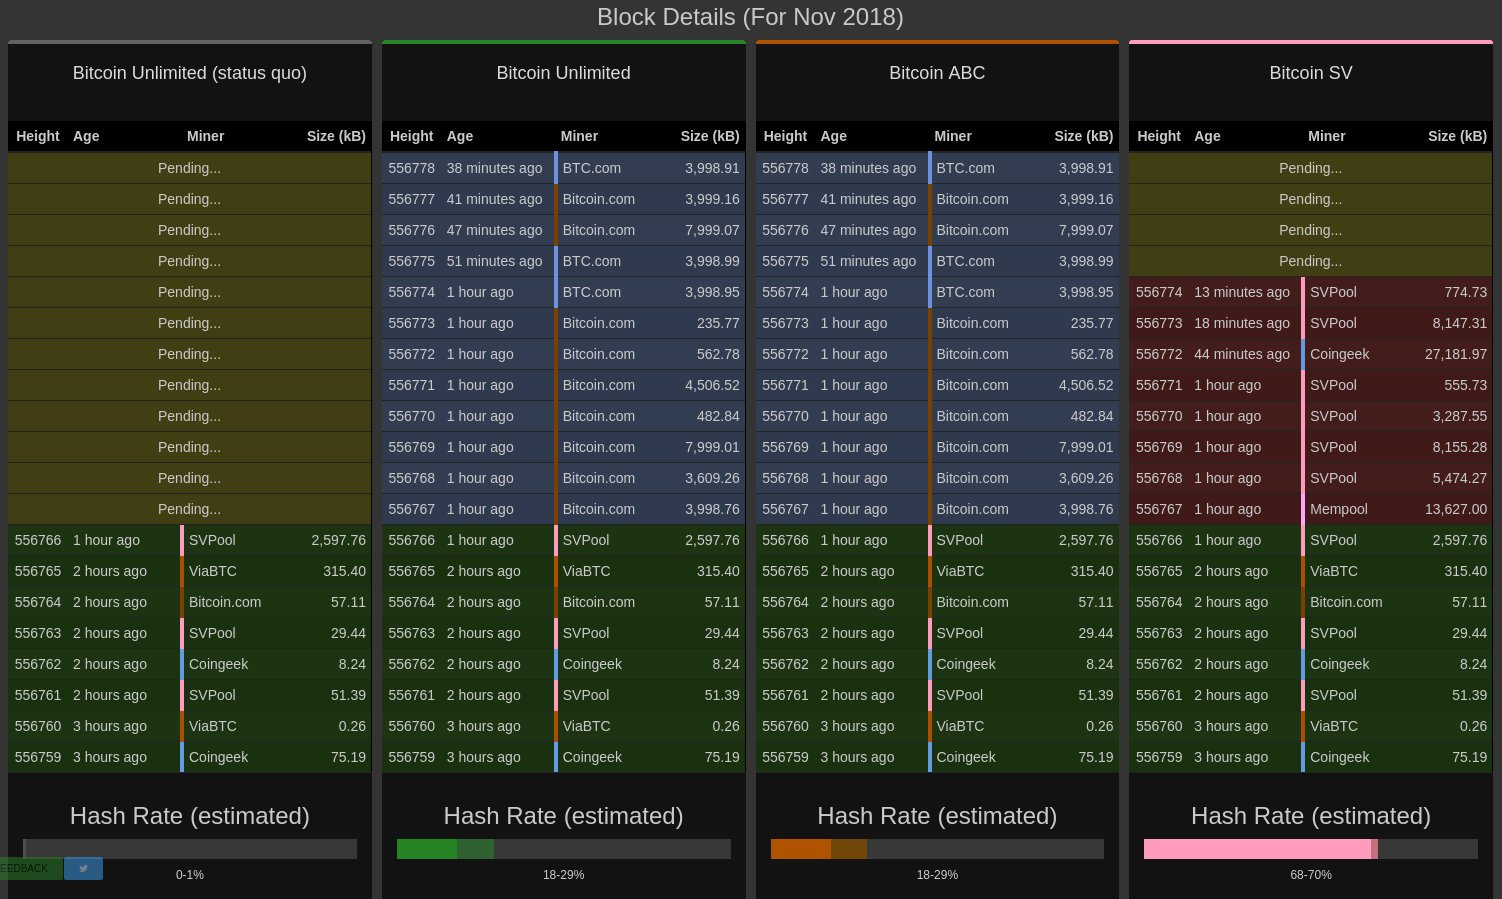 Block Details (For Nov 2018)
Bitcoin Unlimited (status quo)
Height Age Miner Size (kB)
Pending...
Pending...
Pending...
Pending...
Pending...
Pending...
Pending...
Pending...
Pending...
Pending...
Pending...
Pending...
556766 1 hour ago SVPool 2,597.76
556765 2 hours ago ViaBTC 315.40
556764 2 hours ago Bitcoin.com 57.11
556763 2 hours ago SVPool 29.44
556762 2 hours ago Coingeek 8.24
556761 2 hours ago SVPool 51.39
556760 3 hours ago ViaBTC 0.26
556759 3 hours ago Coingeek 75.19
Hash Rate (estimated)
EEDBACK
0-1%
Bitcoin Unlimited
Height Age Miner Size (kB)
556778 38 minutes ago BTC.com 3,998.91
556777 41 minutes ago Bitcoin.com 3,999.16
556776 47 minutes ago Bitcoin.com 7,999.07
556775 51 minutes ago BTC.com 3,998.99
556774 1 hour ago BTC.com 3,998.95
556773 1 hour ago Bitcoin.com 235.77
556772 1 hour ago Bitcoin.com 562.78
556771 1 hour ago Bitcoin.com 4,506.52
556770 1 hour ago Bitcoin.com 482.84
556769 1 hour ago Bitcoin.com 7,999.01
556768 1 hour ago Bitcoin.com 3,609.26
556767 1 hour ago Bitcoin.com 3,998.76
556766 1 hour ago SVPool 2,597.76
556765 2 hours ago ViaBTC 315.40
556764 2 hours ago Bitcoin.com 57.11
556763 2 hours ago SVPool 29.44
556762 2 hours ago Coingeek 8.24
556761 2 hours ago SVPool 51.39
556760 3 hours ago ViaBTC 0.26
556759 3 hours ago Coingeek 75.19
Hash Rate (estimated)
18-29%
Bitcoin ABC
Height Age Miner Size (kB)
556778 38 minutes ago BTC.com 3,998.91
556777 41 minutes ago Bitcoin.com 3,999.16
556776 47 minutes ago Bitcoin.com 7,999.07
556775 51 minutes ago BTC.com 3,998.99
556774 1 hour ago BTC.com 3,998.95
556773 1 hour ago Bitcoin.com 235.77
556772 1 hour ago Bitcoin.com 562.78
556771 1 hour ago Bitcoin.com 4,506.52
556770 1 hour ago Bitcoin.com 482.84
556769 1 hour ago Bitcoin.com 7,999.01
556768 1 hour ago Bitcoin.com 3,609.26
556767 1 hour ago Bitcoin.com 3,998.76
556766 1 hour ago SVPool 2,597.76
556765 2 hours ago ViaBTC 315.40
556764 2 hours ago Bitcoin.com 57.11
556763 2 hours ago SVPool 29.44
556762 2 hours ago Coingeek 8.24
556761 2 hours ago SVPool 51.39
556760 3 hours ago ViaBTC 0.26
556759 3 hours ago Coingeek 75.19
Hash Rate (estimated)
18-29%
Bitcoin SV
Height Age Miner Size (kB)
Pending...
Pending...
Pending...
Pending...
556774 13 minutes ago SVPool 774.73
556773 18 minutes ago SVPool 8,147.31
556772 44 minutes ago Coingeek 27,181.97
556771 1 hour ago SVPool 555.73
556770 1 hour ago SVPool 3,287.55
556769 1 hour ago SVPool 8,155.28
556768 1 hour ago SVPool 5,474.27
556767 1 hour ago Mempool 13,627.00
556766 1 hour ago SVPool 2,597.76
556765 2 hours ago ViaBTC 315.40
556764 2 hours ago Bitcoin.com 57.11
556763 2 hours ago SVPool 29.44
556762 2 hours ago Coingeek 8.24
556761 2 hours ago SVPool 51.39
556760 3 hours ago ViaBTC 0.26
556759 3 hours ago Coingeek 75.19
Hash Rate (estimated)
68-70%